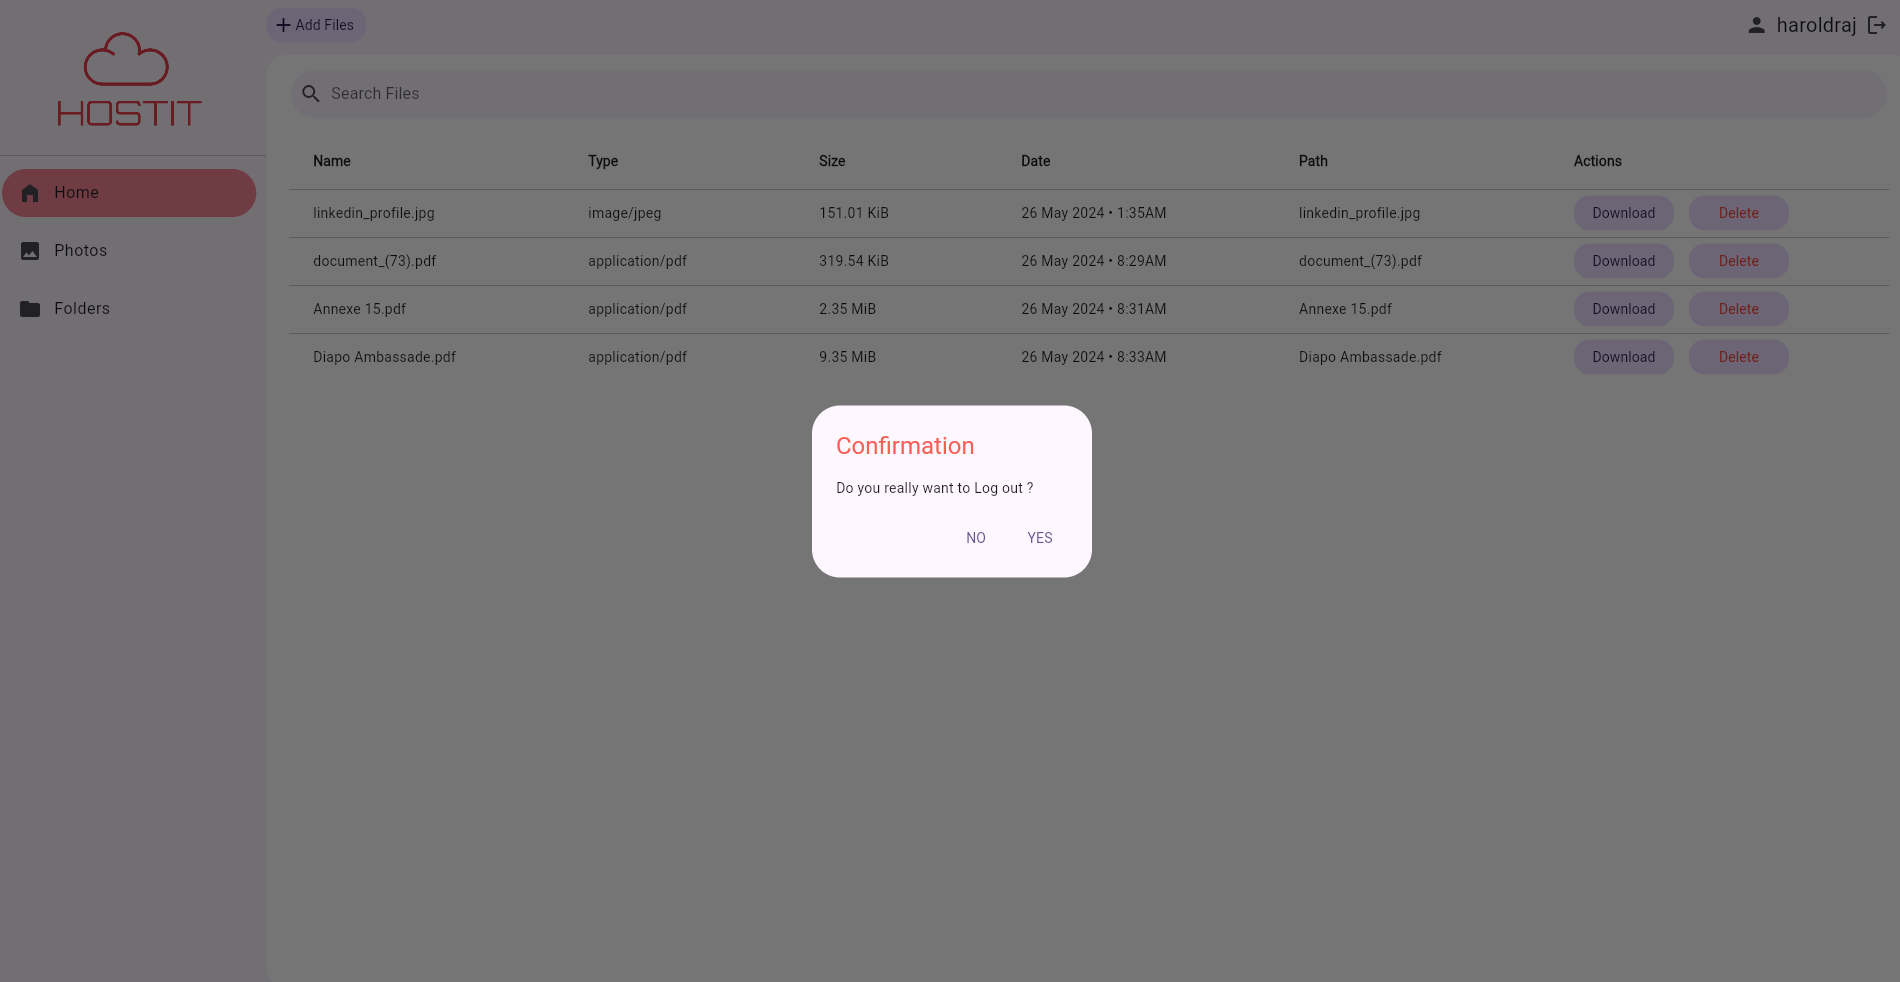 + Add Files
haroldraj
HOSTIT
Search Files
Home
Photos
Folders
Name Type Size Date Path Actions
linkedin_profile.jpg image/jpeg 151.01 KiB 26 May 2024 • 1:35AM linkedin_profile.jpg Download Delete
document_(73).pdf application/pdf 319.54 KiB 26 May 2024 • 8:29AM document_(73).pdf Download Delete
Annexe 15.pdf application/pdf 2.35 MiB 26 May 2024 • 8:31AM Annexe 15.pdf Download Delete
Diapo Ambassade.pdf application/pdf 9.35 MiB 26 May 2024 • 8:33AM Diapo Ambassade.pdf Download Delete
Confirmation
Do you really want to Log out ?
NO YES